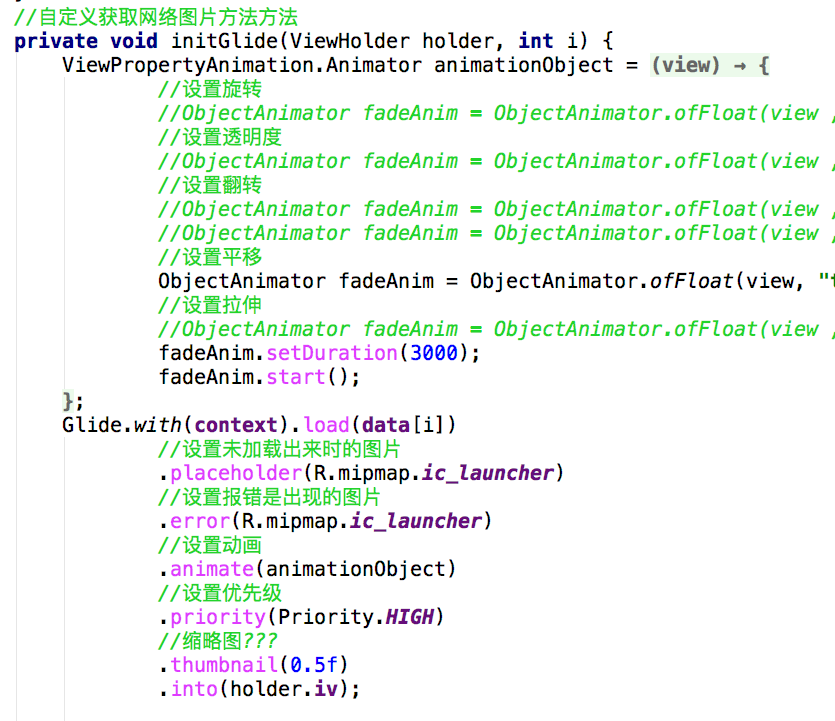 //自定义获取网络图片方法方法
private void initGlide(ViewHolder holder, int i) {
ViewPropertyAnimation.Animator animationObject = (view) → {
//设置旋转
//ObjectAnimator fadeAnim = ObjectAnimator.ofFloat(view ,
//设置透明度
//ObjectAnimator fadeAnim = ObjectAnimator.ofFloat(view ,
//设置翻转
//ObjectAnimator fadeAnim = ObjectAnimator.ofFloat(view ,
//ObjectAnimator fadeAnim = ObjectAnimator.ofFloat(view ,
//设置平移
ObjectAnimator fadeAnim = ObjectAnimator.ofFloat(view, "t
//设置拉伸
//ObjectAnimator fadeAnim = ObjectAnimator.ofFloat(view ,
fadeAnim.setDuration(3000);
fadeAnim.start();
};
Glide.with(context).load(data[i])
//设置未加载出来时的图片
.placeholder(R.mipmap.ic_launcher)
//设置报错是出现的图片
.error(R.mipmap.ic_launcher)
//设置动画
.animate(animationObject)
//设置优先级
.priority(Priority.HIGH)
//缩略图???
.thumbnail(0.5f)
.into(holder.iv);